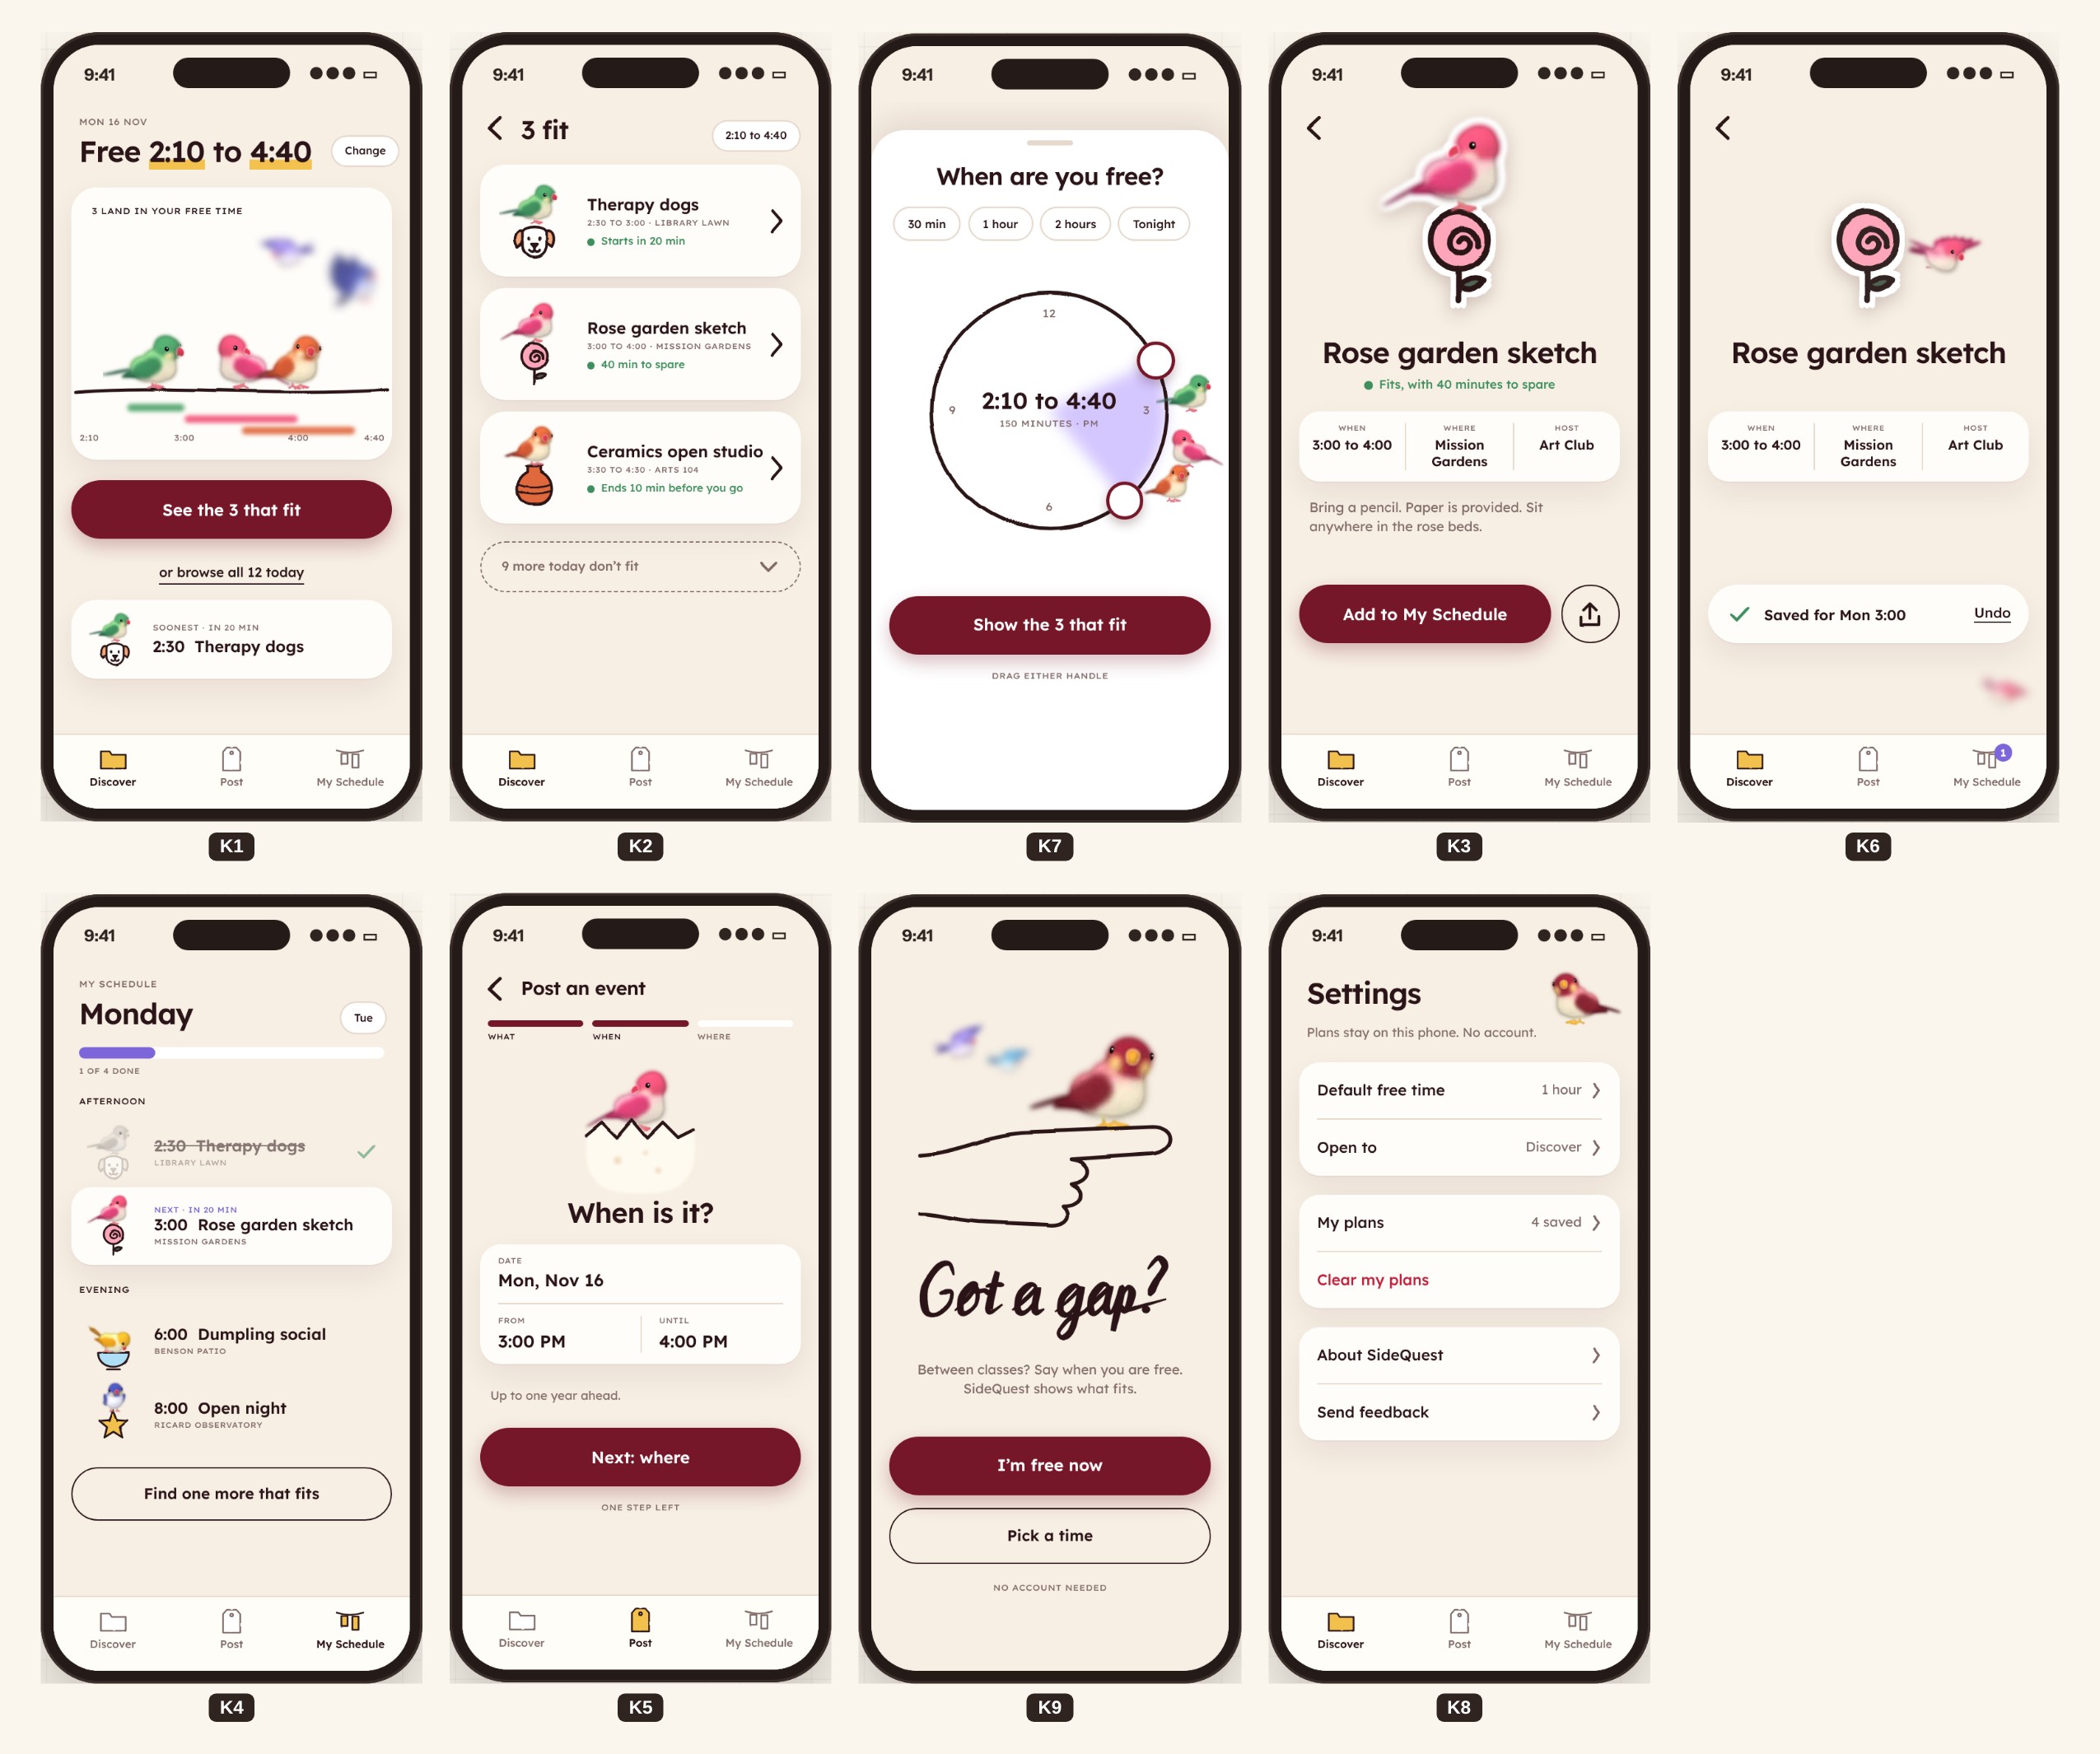 9:41
MON 16 NOV
Free 2:10 to 4:40
Change
3 LAND IN YOUR FREE TIME
2:10 3:00 4:00 4:40
See the 3 that fit
or browse all 12 today
SOONEST · IN 20 MIN
2:30 Therapy dogs
Discover Post My Schedule
K1
9:41
3 fit
2:10 to 4:40
Therapy dogs
2:30 TO 3:00 · LIBRARY LAWN
Starts in 20 min
Rose garden sketch
3:00 TO 4:00 · MISSION GARDENS
40 min to spare
Ceramics open studio
3:30 TO 4:30 · ARTS 104
Ends 10 min before you go
9 more today don't fit
Discover Post My Schedule
K2
9:41
When are you free?
30 min 1 hour 2 hours Tonight
12
9 2:10 to 4:40 3
150 MINUTES · PM
6
Show the 3 that fit
DRAG EITHER HANDLE
K7
9:41
Rose garden sketch
Fits, with 40 minutes to spare
WHEN WHERE HOST
3:00 to 4:00 Mission Art Club
Gardens
Bring a pencil. Paper is provided. Sit
anywhere in the rose beds.
Add to My Schedule
Discover Post My Schedule
K3
9:41
Rose garden sketch
WHEN WHERE HOST
3:00 to 4:00 Mission Art Club
Gardens
Saved for Mon 3:00 Undo
1
Discover Post My Schedule
K6
9:41
MY SCHEDULE
Monday
Tue
1 OF 4 DONE
AFTERNOON
2:30 Therapy dogs
LIBRARY LAWN
NEXT · IN 20 MIN
3:00 Rose garden sketch
MISSION GARDENS
EVENING
6:00 Dumpling social
BENSON PATIO
8:00 Open night
RICARD OBSERVATORY
Find one more that fits
Discover Post My Schedule
K4
9:41
Post an event
WHAT WHEN WHERE
When is it?
DATE
Mon, Nov 16
FROM UNTIL
3:00 PM 4:00 PM
Up to one year ahead.
Next: where
ONE STEP LEFT
Discover Post My Schedule
K5
9:41
Got a gap?
Between classes? Say when you are free.
SideQuest shows what fits.
I'm free now
Pick a time
NO ACCOUNT NEEDED
K9
9:41
Settings
Plans stay on this phone. No account.
Default free time 1 hour
Open to Discover
My plans 4 saved
Clear my plans
About SideQuest
Send feedback
Discover Post My Schedule
K8